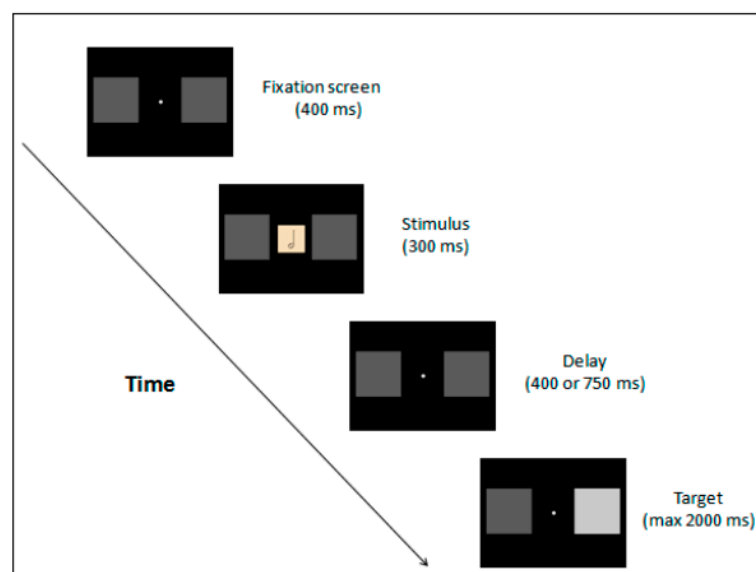 Fixation screen
(400 ms)
Stimulus
(300 ms)
Delay
(400 or 750 ms)
Time
Target
(max 2000 ms)